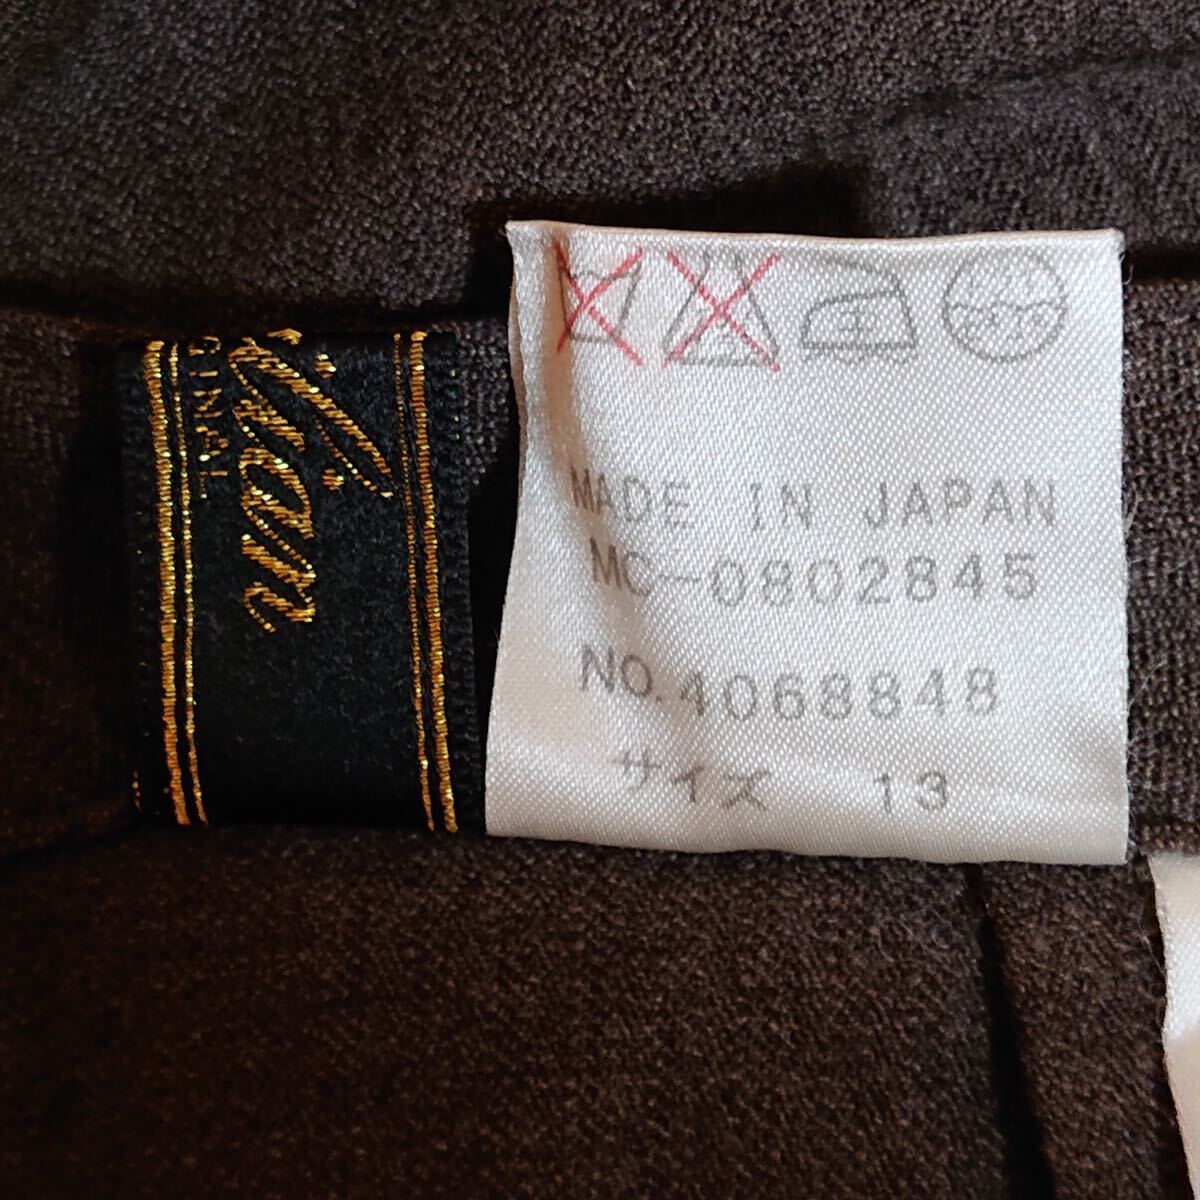 MADE IN JAPAN
MC-0802845
NO.4068848
サイズ 13